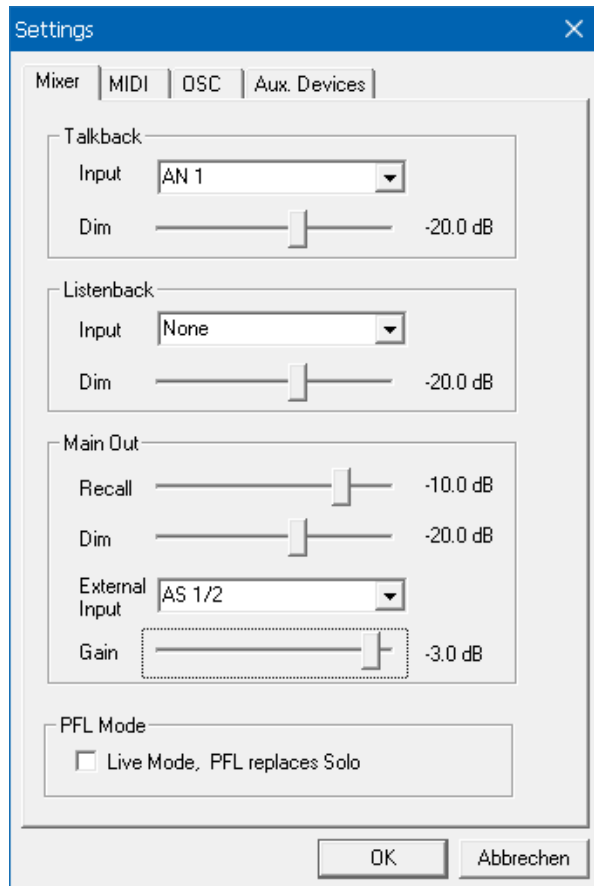 Settings
Mixer MIDI OSC Aux. Devices
Talkback
Input AN 1
Dim -20.0 dB
Listenback
Input None
Dim -20.0 dB
Main Out
Recall -10.0 dB
Dim -20.0 dB
External
Input AS 1/2
Gain -3.0 dB
PFL Mode
Live Mode, PFL replaces Solo
OK Abbrechen